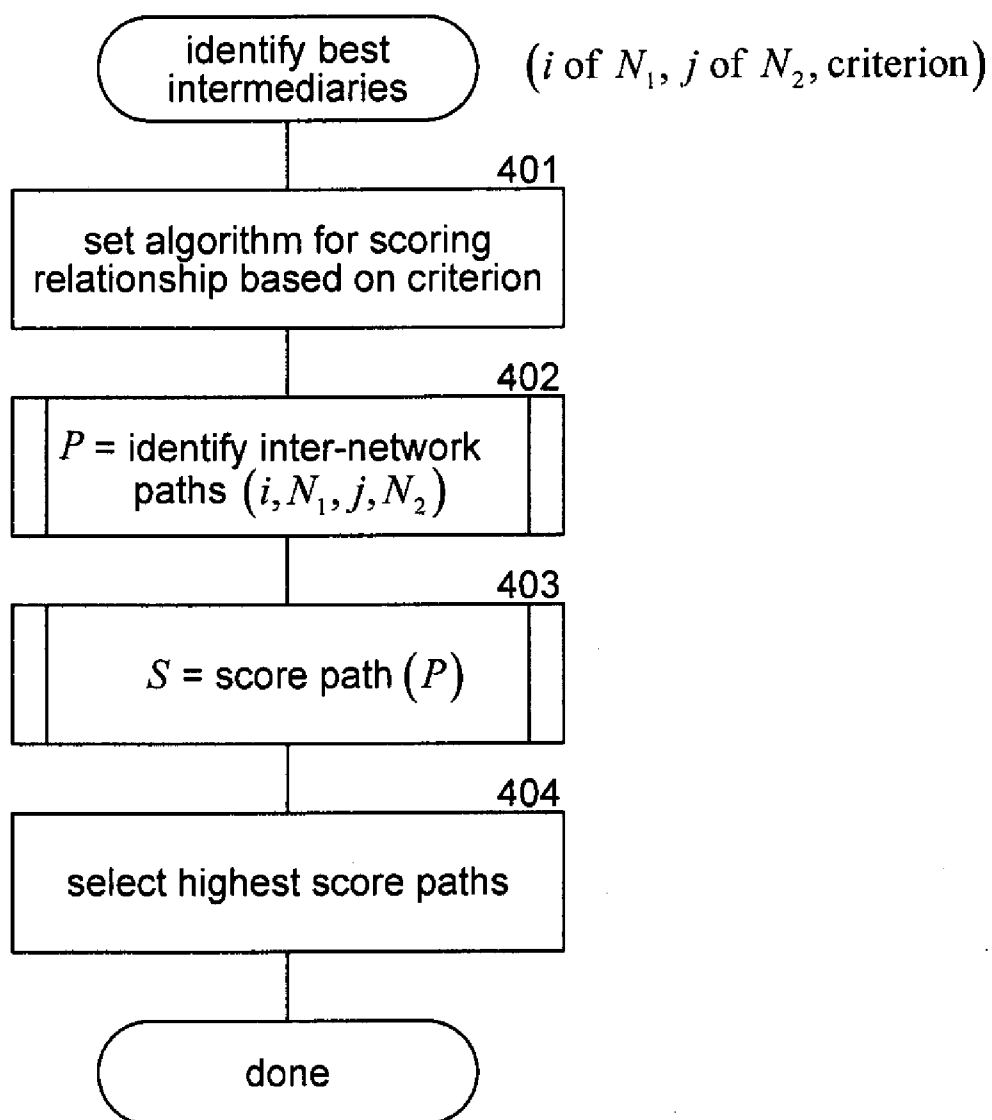 identify best
intermediaries
(i of N₁, j of N₂, criterion)
401
set algorithm for scoring
relationship based on criterion
402
P = identify inter-network
paths (i, N₁, j, N₂)
403
S = score path (P)
404
select highest score paths
done